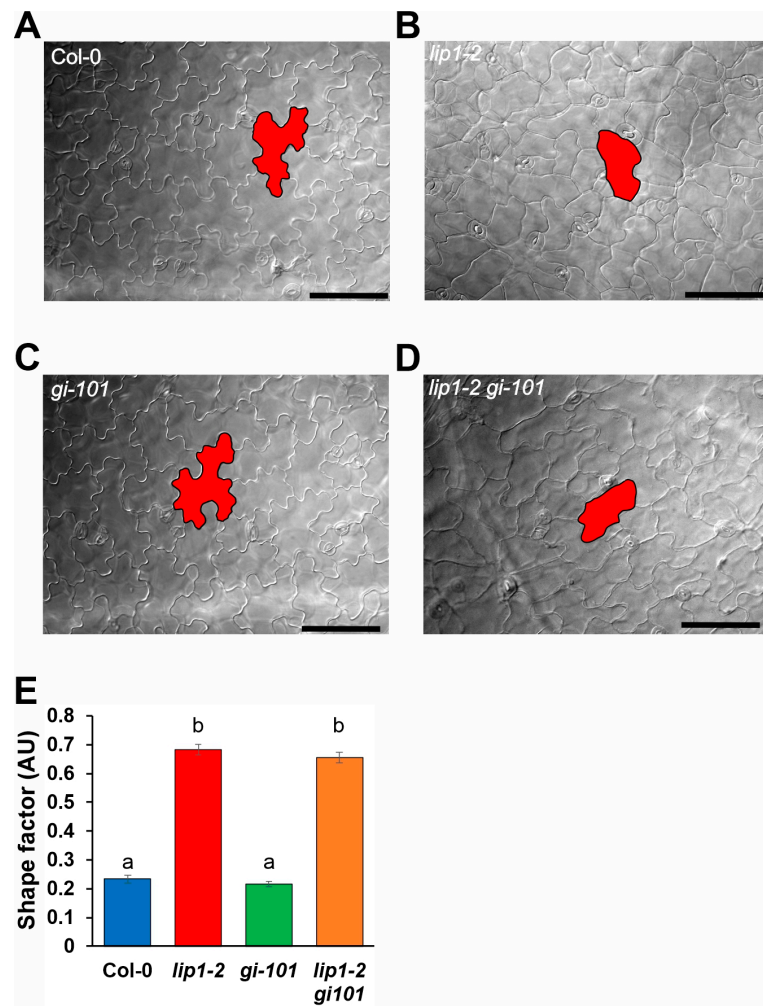 A
Col-0
B
lip1-2
C
gi-101
D
lip1-2 gi-101
E
Shape factor (AU)
0.8
0.7
0.6
0.5
0.4
0.3
0.2
0.1
0
a
b
a
b
Col-0
lip1-2
gi-101
lip1-2
gi101